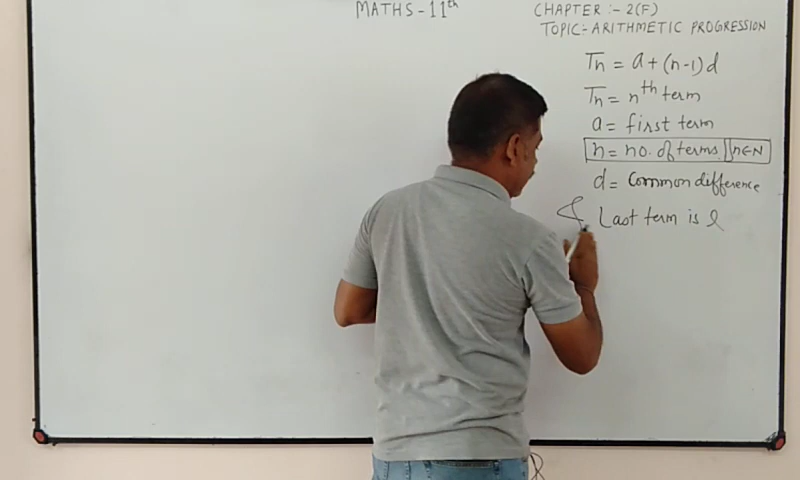 MATHS - 11th
CHAPTER :- 2(F)
TOPIC:- ARITHMETIC PROGRESSION
Tn = a + (n-1) d
Tn = nth term
a = first term
n = no. of terms, n∈N
d = Common difference
& Last term is l